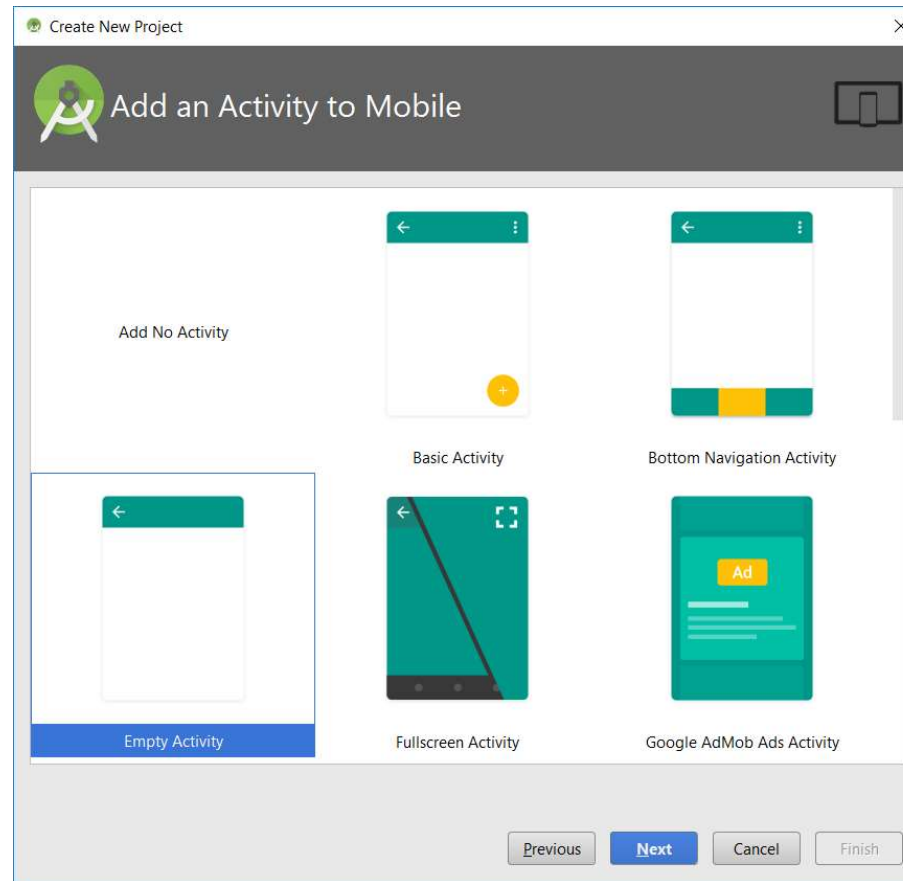 Create New Project
Add an Activity to Mobile
Add No Activity
Basic Activity
Bottom Navigation Activity
Ad
Empty Activity
Fullscreen Activity
Google AdMob Ads Activity
Previous
Next
Cancel
Finish